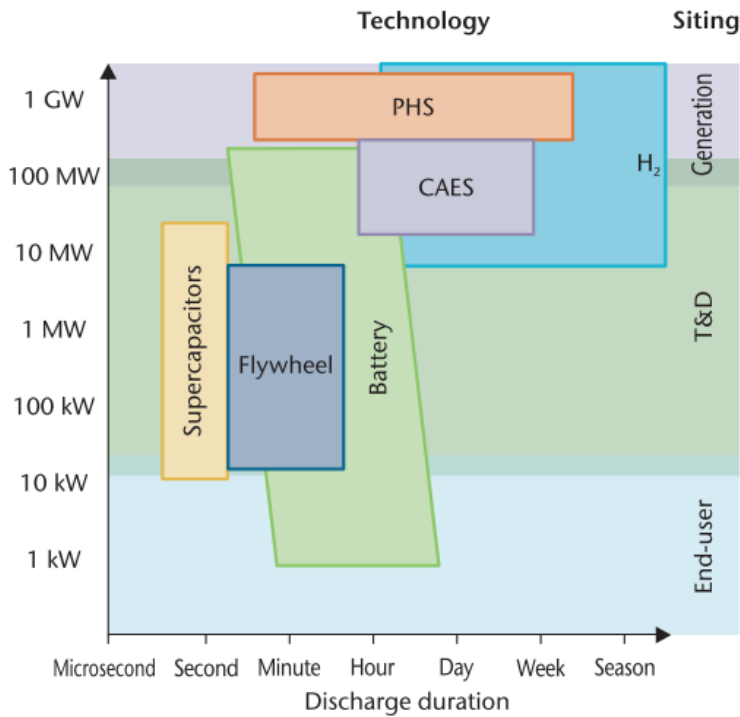 Technology
Siting
1 GW
100 MW
10 MW
1 MW
100 kW
10 kW
1 kW
PHS
CAES
H₂
Supercapacitors
Flywheel
Battery
Generation
T&D
End-user
Microsecond Second Minute Hour Day Week Season
Discharge duration